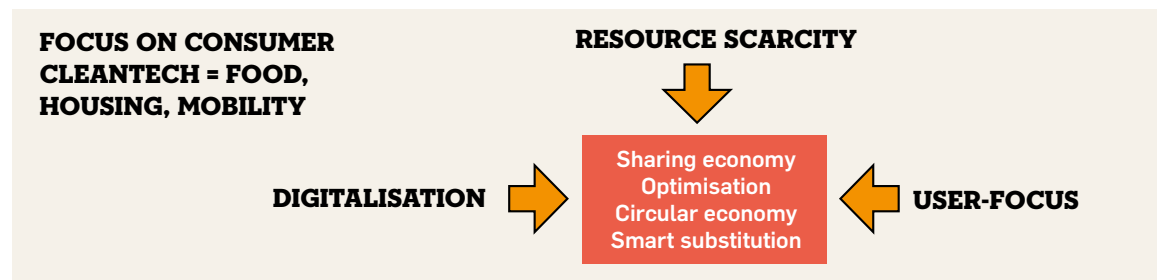 FOCUS ON CONSUMER
CLEANTECH = FOOD,
HOUSING, MOBILITY
RESOURCE SCARCITY
DIGITALISATION
Sharing economy
Optimisation
Circular economy
Smart substitution
USER-FOCUS